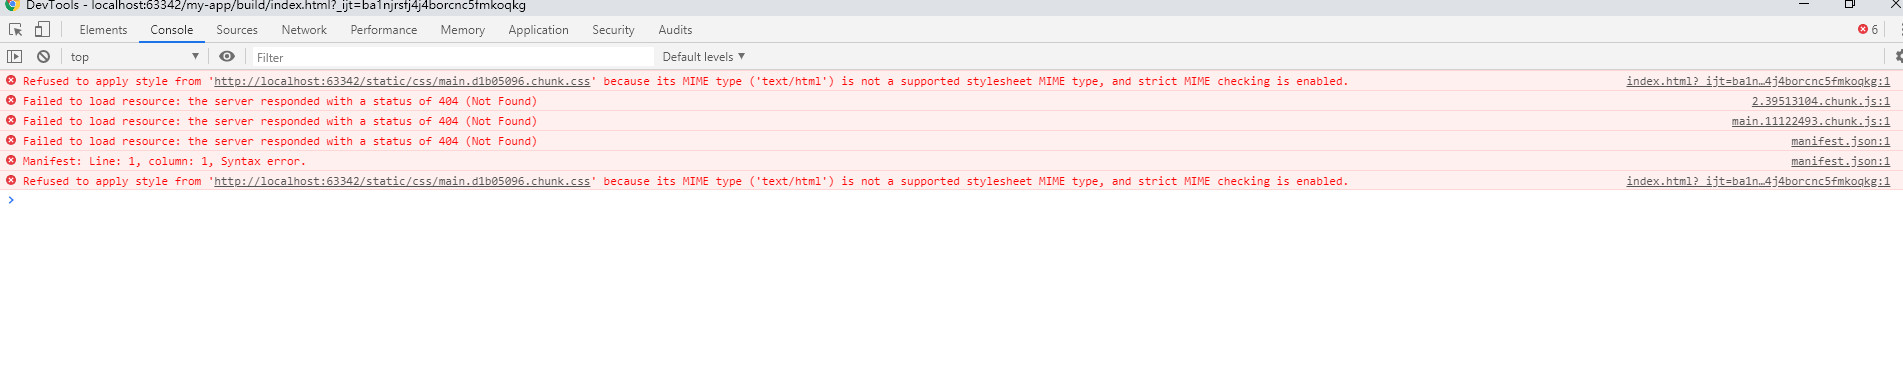 DevTools - localhost:63342/my-app/build/index.html?_ijt=ba1njrsfj4j4borcnc5fmkoqkg
Elements Console Sources Network Performance Memory Application Security Audits 6
top Filter Default levels
Refused to apply style from 'http://localhost:63342/static/css/main.d1b05096.chunk.css' because its MIME type ('text/html') is not a supported stylesheet MIME type, and strict MIME checking is enabled. index.html?_ijt=ba1n…4j4borcnc5fmkoqkg:1
Failed to load resource: the server responded with a status of 404 (Not Found) 2.39513104.chunk.js:1
Failed to load resource: the server responded with a status of 404 (Not Found) main.11122493.chunk.js:1
Failed to load resource: the server responded with a status of 404 (Not Found) manifest.json:1
Manifest: Line: 1, column: 1, Syntax error. manifest.json:1
Refused to apply style from 'http://localhost:63342/static/css/main.d1b05096.chunk.css' because its MIME type ('text/html') is not a supported stylesheet MIME type, and strict MIME checking is enabled. index.html?_ijt=ba1n…4j4borcnc5fmkoqkg:1